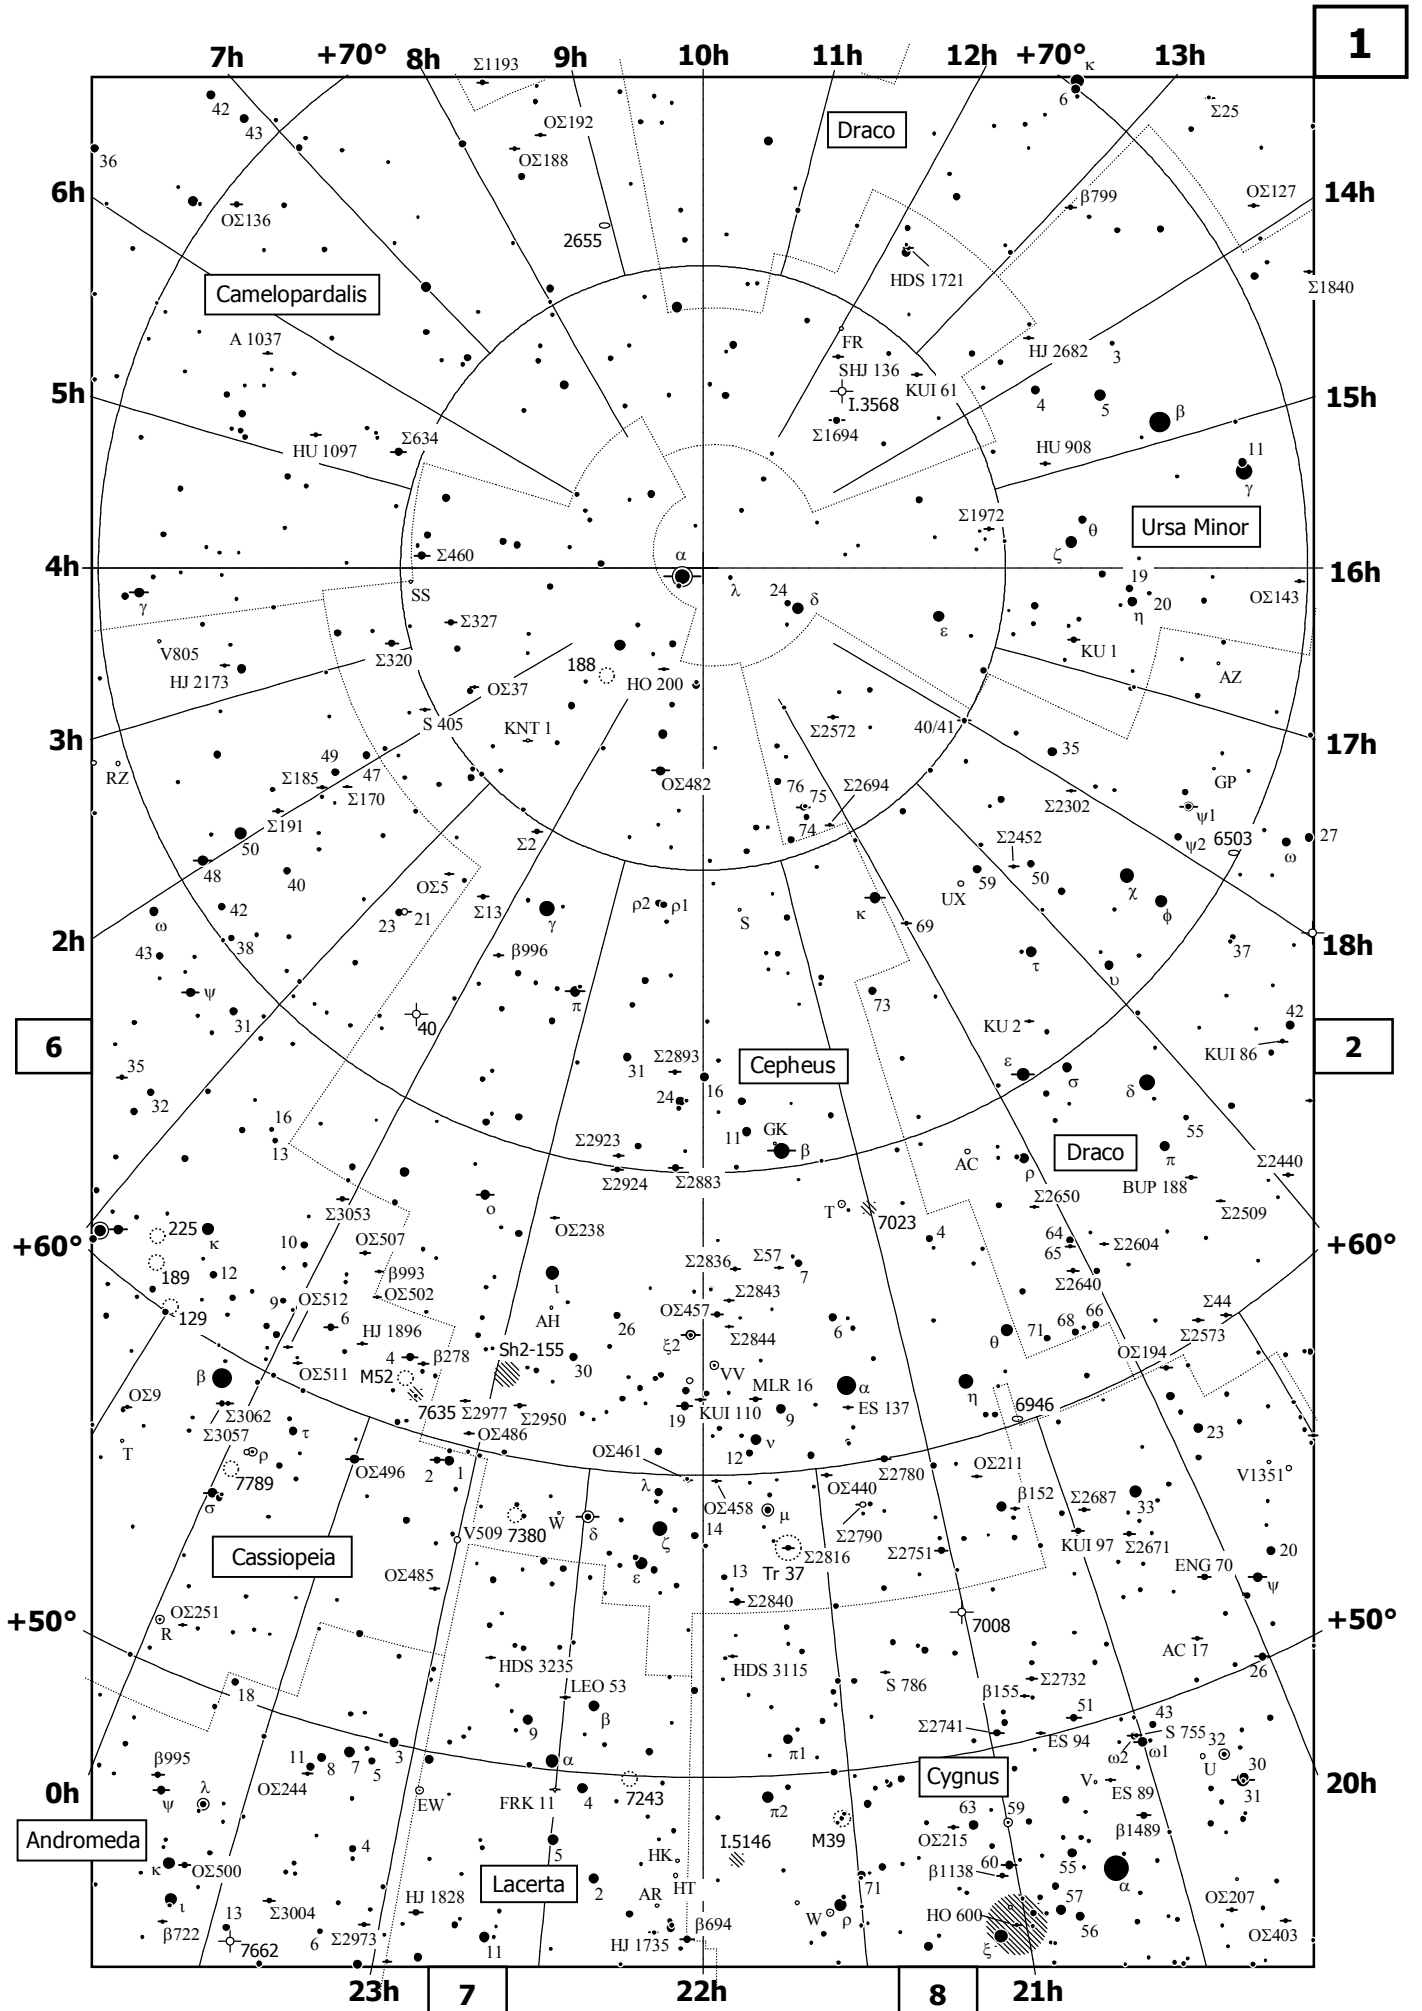 1
7h +70° 8h 9h 10h 11h 12h +70° 13h
Σ1193
κ
6
42
43
OΣ192
OΣ188
Draco
Σ25
36
6h
OΣ136
2655
β799
OΣ127
14h
Camelopardalis
HDS 1721
Σ1840
A 1037
FR
SHJ 136
HJ 2682
3
KUI 61
5h
I.3568
4
5
β
15h
Σ1694
HU 1097
Σ634
HU 908
11
γ
Σ1972
θ
Ursa Minor
ζ
Σ460
α
4h
16h
SS
λ
24
δ
19
20
OΣ143
γ
ε
η
Σ327
V805
Σ320
KU 1
HJ 2173
188
HO 200
AZ
OΣ37
S 405
KNT 1
Σ2572
40/41
3h
17h
49
47
35
RZ
Σ185
Σ170
OΣ482
76
75
Σ2694
GP
Σ2302
ψ1
Σ191
74
50
Σ2
Σ2452
ψ2
6503
27
ω
48
40
OΣ5
59
50
χ
UX
42
23
21
Σ13
γ
ρ2
ρ1
S
κ
φ
ω
69
2h
38
37
18h
43
β996
τ
υ
ψ
π
73
31
40
KU 2
42
6
2
KUI 86
31
Σ2893
Cepheus
ε
σ
35
16
δ
32
24
16
11
GK
55
13
Σ2923
β
AC
Draco
π
Σ2924
Σ2883
ρ
BUP 188
Σ2440
Σ3053
ο
Σ2650
OΣ238
T
7023
Σ2509
+60°
225
κ
10
OΣ507
4
64
65
Σ2604
+60°
β993
Σ2836
Σ57
7
189
12
Σ2640
OΣ502
ι
Σ2843
9
OΣ512
129
AH
OΣ457
66
Σ44
6
26
6
68
HJ 1896
ξ2
Σ2844
θ
71
Σ2573
Sh2-155
4
β278
30
VV
OΣ194
OΣ511
M52
β
MLR 16
α
η
OΣ9
7635
Σ2977
Σ2950
19
KUI 110
9
ES 137
6946
Σ3062
23
Σ3057
τ
OΣ486
ν
T
ρ
OΣ461
12
7789
OΣ496
2
1
Σ2780
OΣ211
V1351
λ
OΣ458
OΣ440
σ
β152
Σ2687
33
W
7380
δ
14
μ
Σ2790
V509
ζ
KUI 97
Cassiopeia
Tr 37
Σ2816
Σ2751
Σ2671
20
OΣ485
ε
13
ENG 70
ψ
Σ2840
+50°
OΣ251
7008
+50°
R
AC 17
HDS 3235
HDS 3115
26
18
LEO 53
S 786
Σ2732
β155
9
β
51
43
Σ2741
S 755
11
7
3
π1
ES 94
32
8
5
α
ω2
ω1
β995
U
30
0h
λ
OΣ244
EW
FRK 11
4
7243
Cygnus
V
ES 89
31
20h
ψ
π2
63
59
Andromeda
I.5146
M39
OΣ215
β1489
4
5
HK
κ
OΣ500
60
55
β1138
α
Lacerta
2
AR
HT
71
ι
HJ 1828
57
OΣ207
13
Σ3004
W
ρ
HO 600
β722
β694
56
OΣ403
7662
6
Σ2973
11
HJ 1735
ξ
23h 7 22h 8 21h